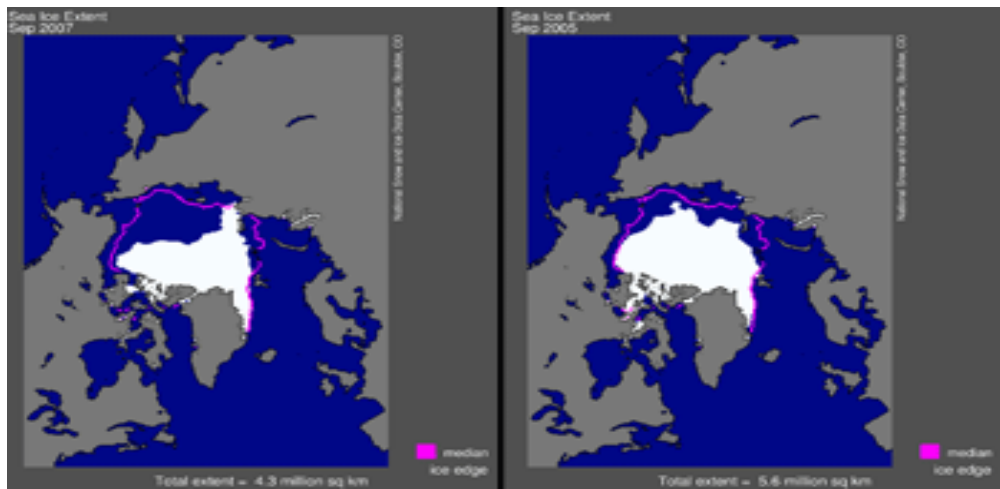 Sea Ice Extent
Sep 2007
National Snow and Ice Data Center, Boulder, CO
median
ice edge
Total extent = 4.3 million sq km
Sea Ice Extent
Sep 2005
National Snow and Ice Data Center, Boulder, CO
median
ice edge
Total extent = 5.6 million sq km